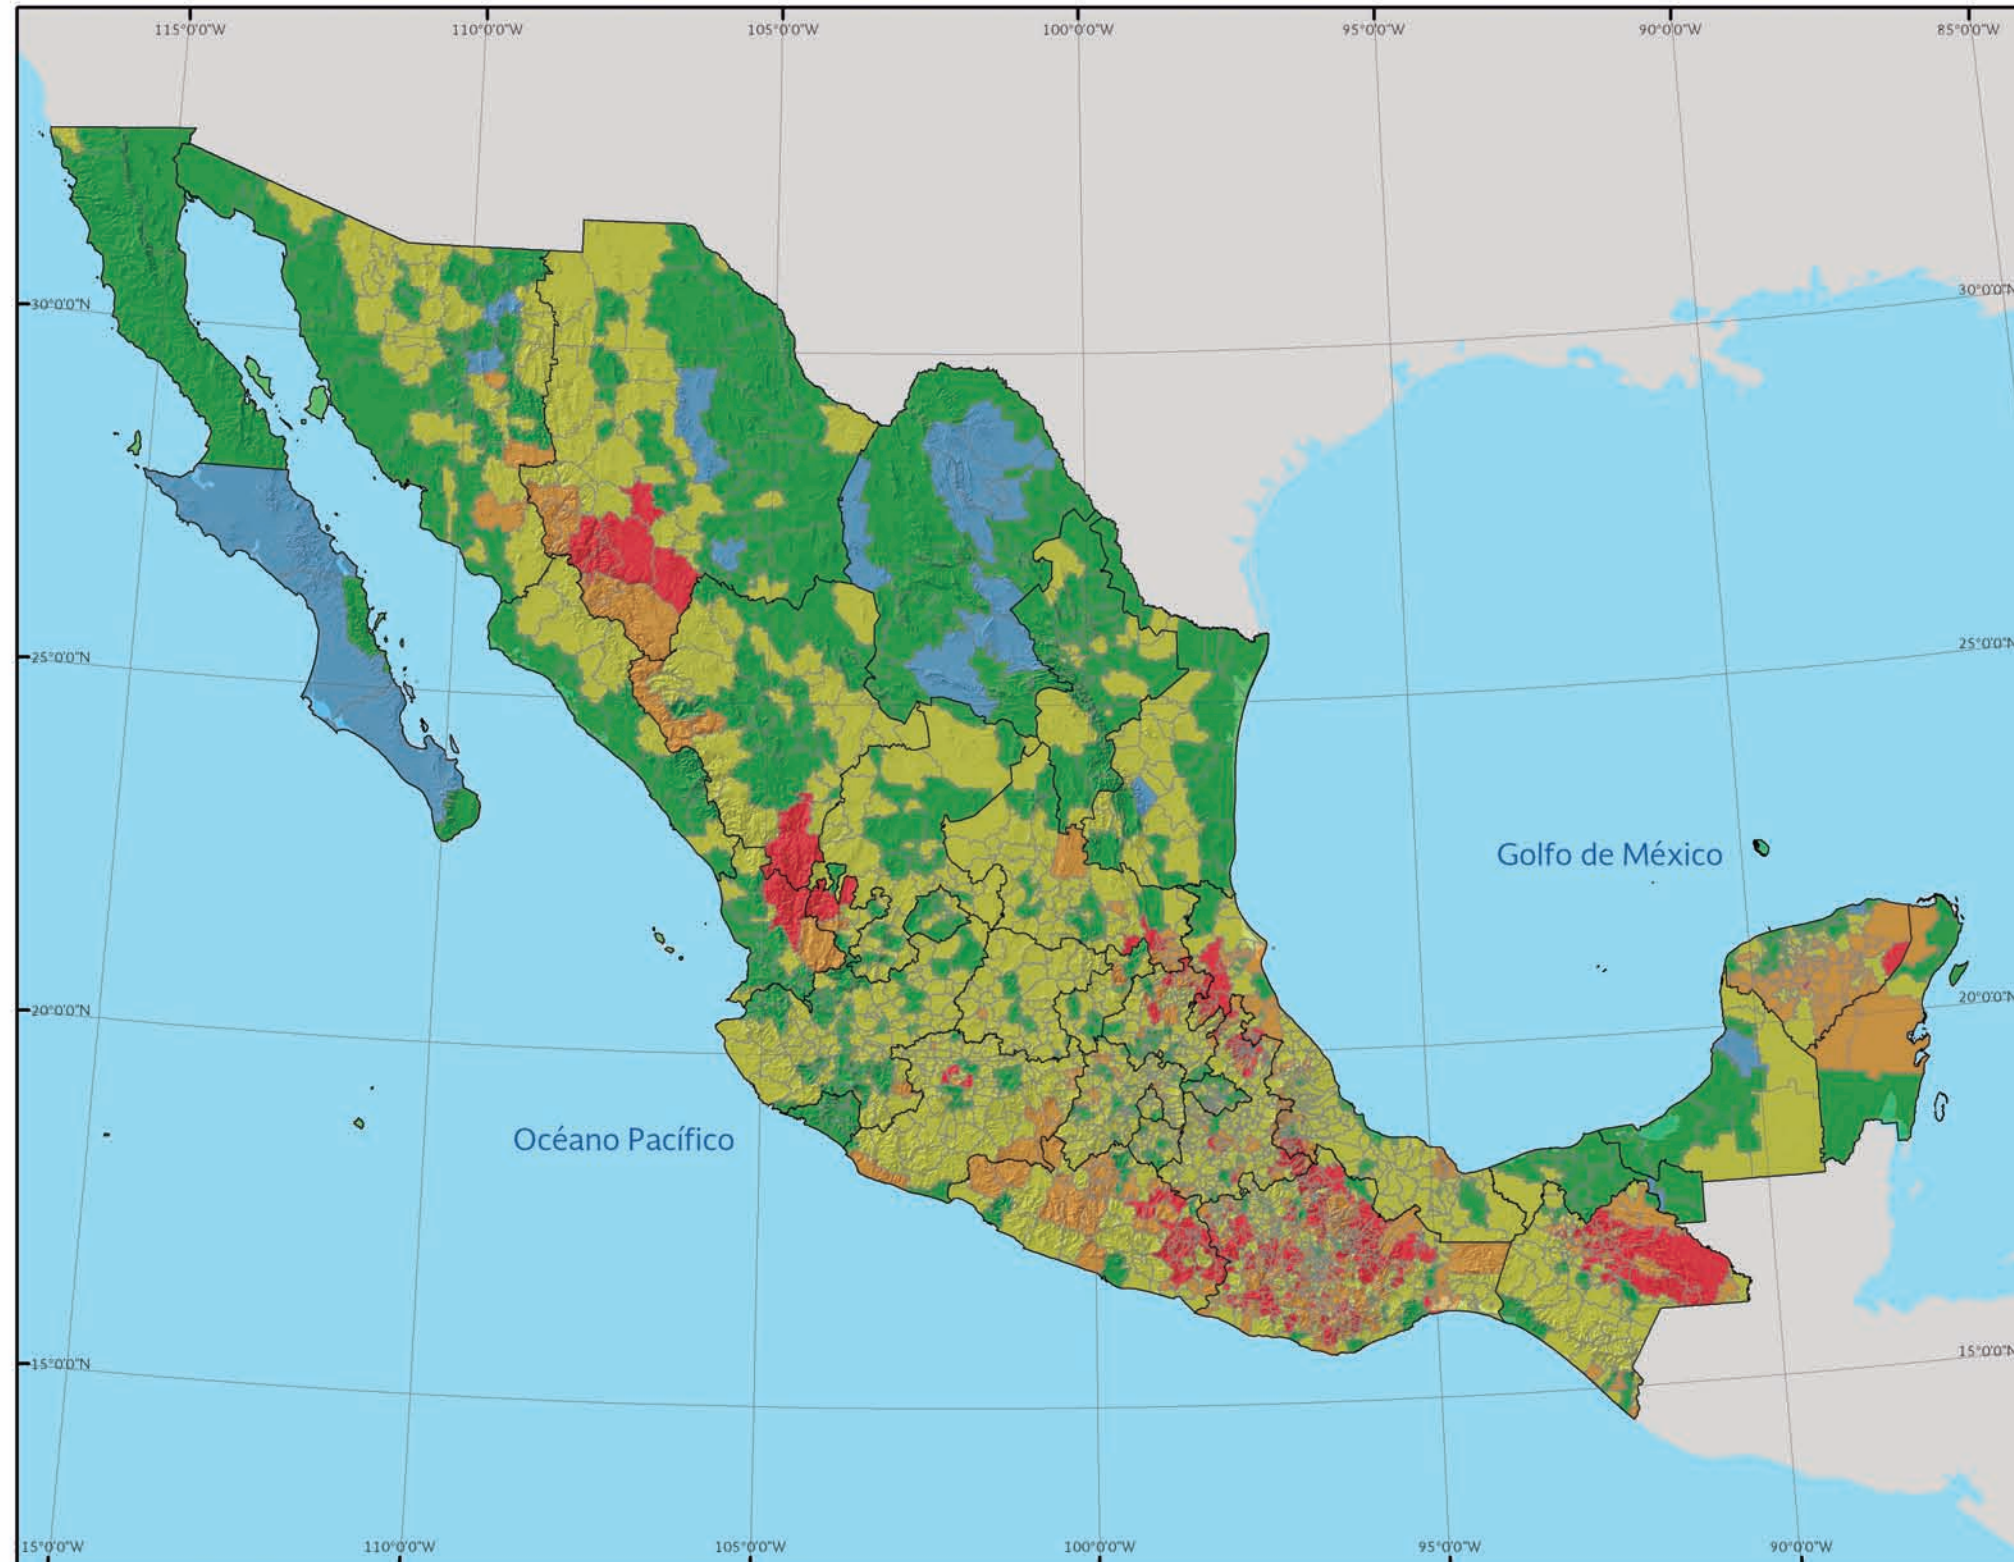 115°0'0"W 110°0'0"W 105°0'0"W 100°0'0"W 95°0'0"W 90°0'0"W 85°0'0"W
30°0'0"N 30°0'0"N
25°0'0"N 25°0'0"N
Golfo de México
20°0'0"N 20°0'0"N
Océano Pacífico
15°0'0"N 15°0'0"N
15°0'0"W 110°0'0"W 105°0'0"W 100°0'0"W 95°0'0"W 90°0'0"W